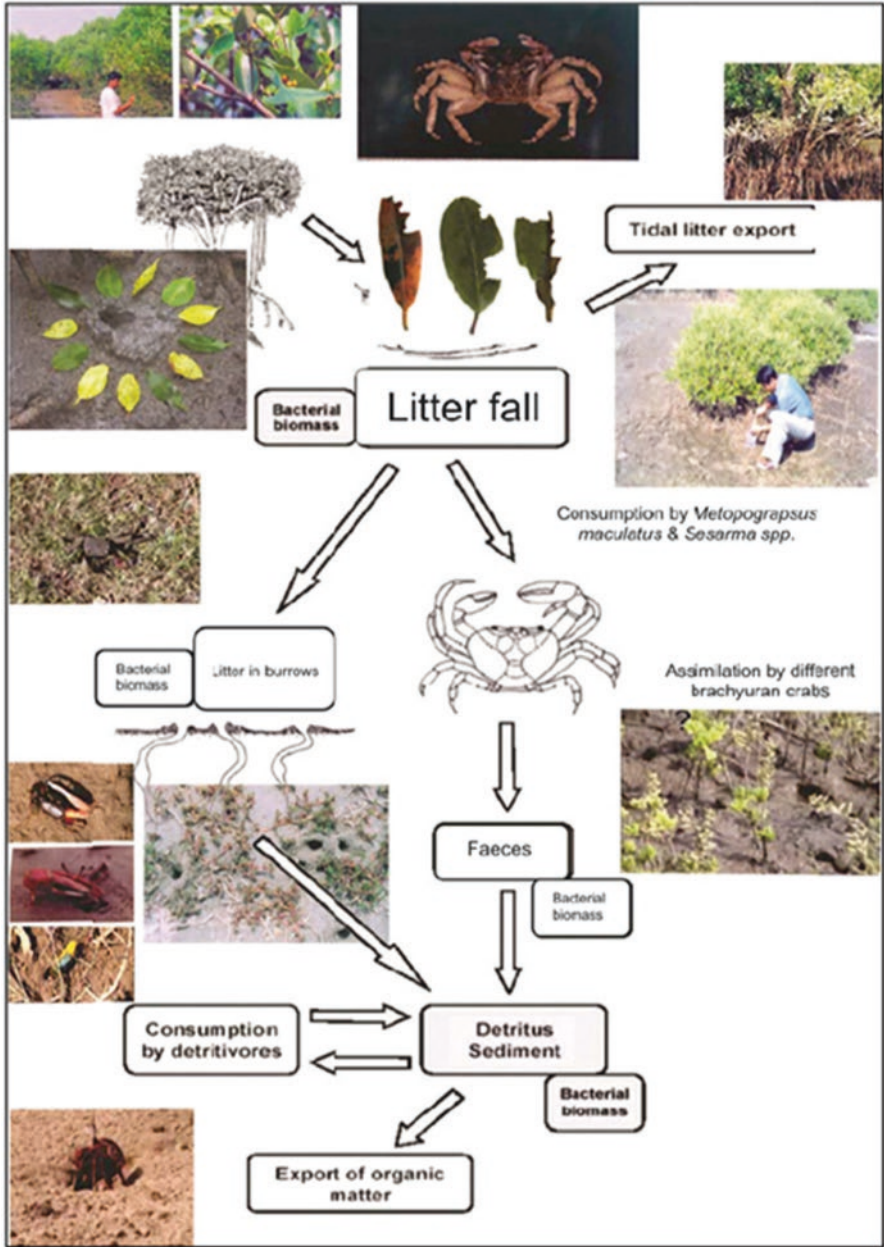 Tidal litter export
Bacterial
biomass
Litter fall
Consumption by Metopograpsus
maculatus & Sesarma spp.
Bacterial
biomass
Litter in burrows
Assimilation by different
brachyuran crabs
?
Faeces
Bacterial
biomass
Consumption
by detritivores
Detritus
Sediment
Bacterial
biomass
Export of organic
matter